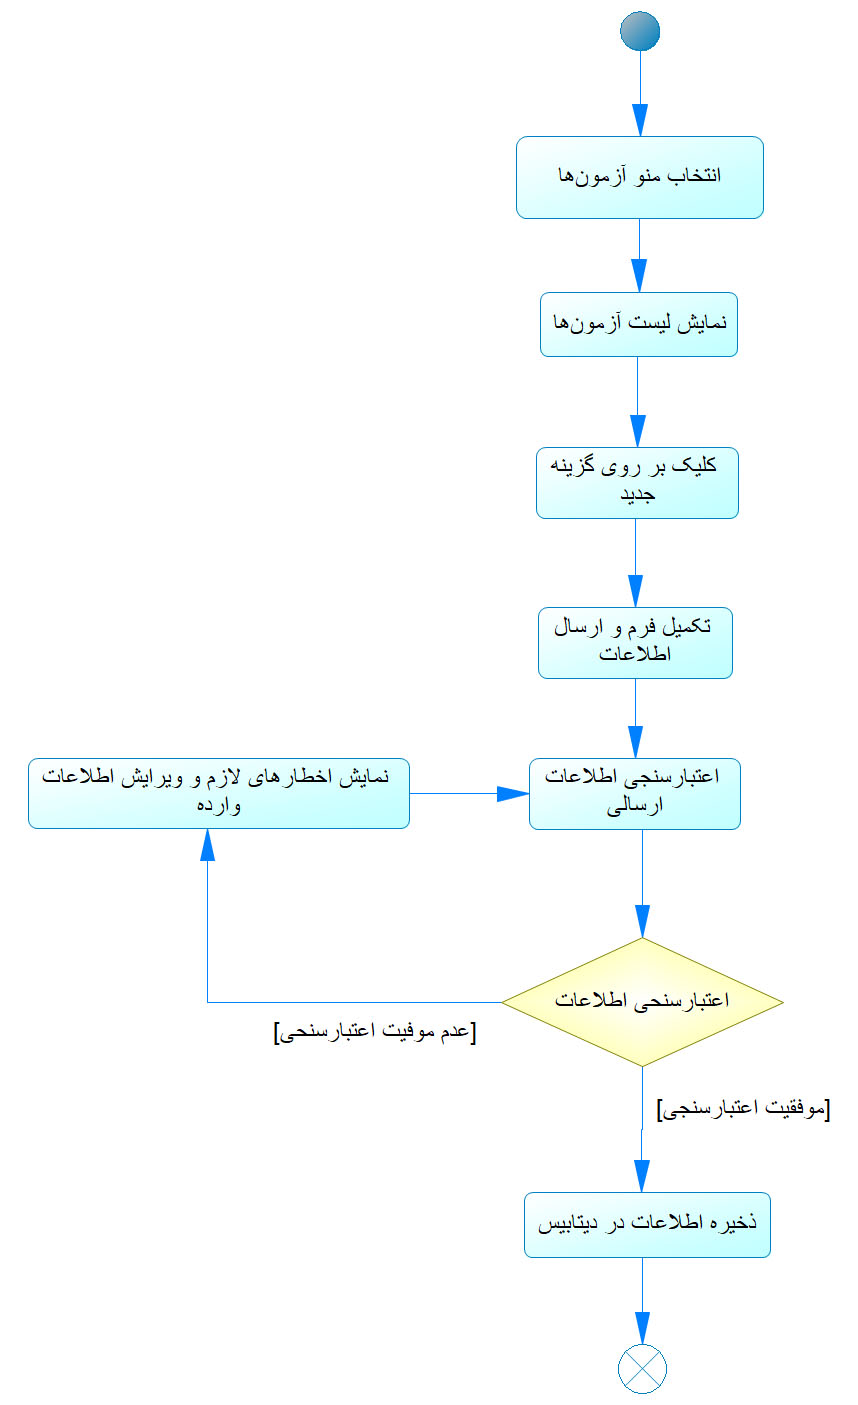 انتخاب منو آزمون‌ها
نمایش لیست آزمون‌ها
کلیک بر روی گزینه
جدید
تکمیل فرم و ارسال
اطلاعات
اعتبارسنجی اطلاعات
ارسالی
نمایش اخطارهای لازم و ویرایش اطلاعات
وارده
اعتبارسنحی اطلاعات
[عدم موفیت اعتبارسنحی]
[موفقیت اعتبارسنجی]
ذخیره اطلاعات در دیتابیس